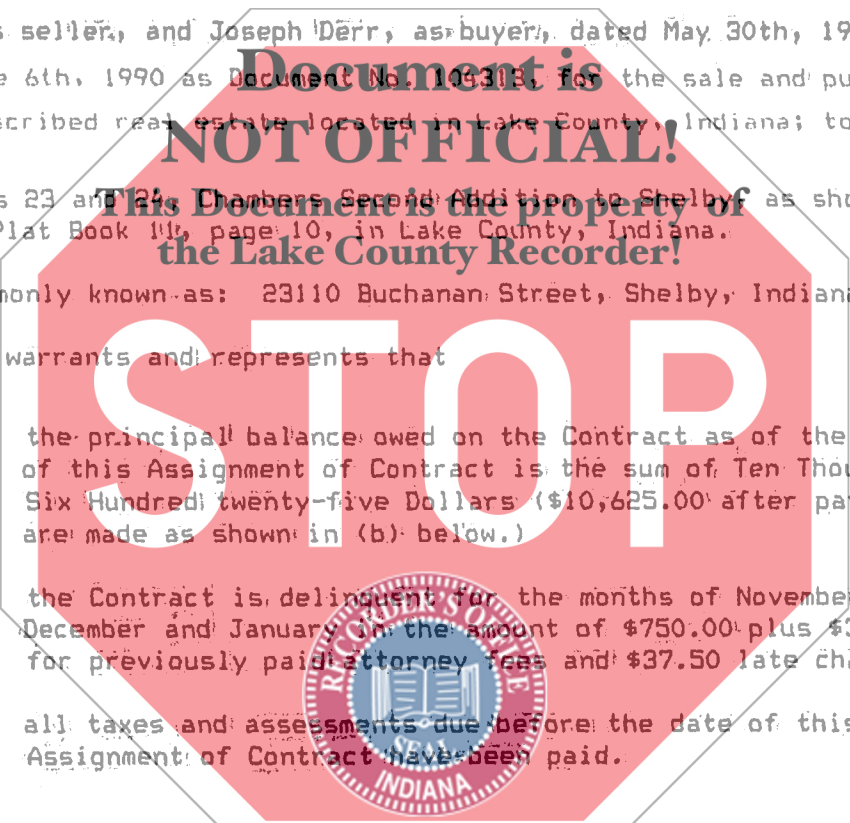 s seller, and Joseph Derr, as buyer, dated May 30th, 19
e 6th, 1990 as Document No. 104313, for the sale and pu
scribed real estate located in Lake County, Indiana; to
s 23 and 24, Chambers Second Addition to Shelby, as sho
Plat Book 11, page 10, in Lake County, Indiana.
monly known as: 23110 Buchanan Street, Shelby, Indiana
warrants and represents that
the principal balance owed on the Contract as of the
of this Assignment of Contract is the sum of Ten Thou
Six Hundred twenty-five Dollars ($10,625.00 after pa
are made as shown in (b) below.)
the Contract is delinquent for the months of November
December and January in the amount of $750.00 plus $3
for previously paid attorney fees and $37.50 late cha
all taxes and assessments due before the date of this
Assignment of Contract have been paid.
Document is
NOT OFFICIAL!
This Document is the property of
the Lake County Recorder!
STOP
RECORDER'S OFFICE
SEAL
INDIANA